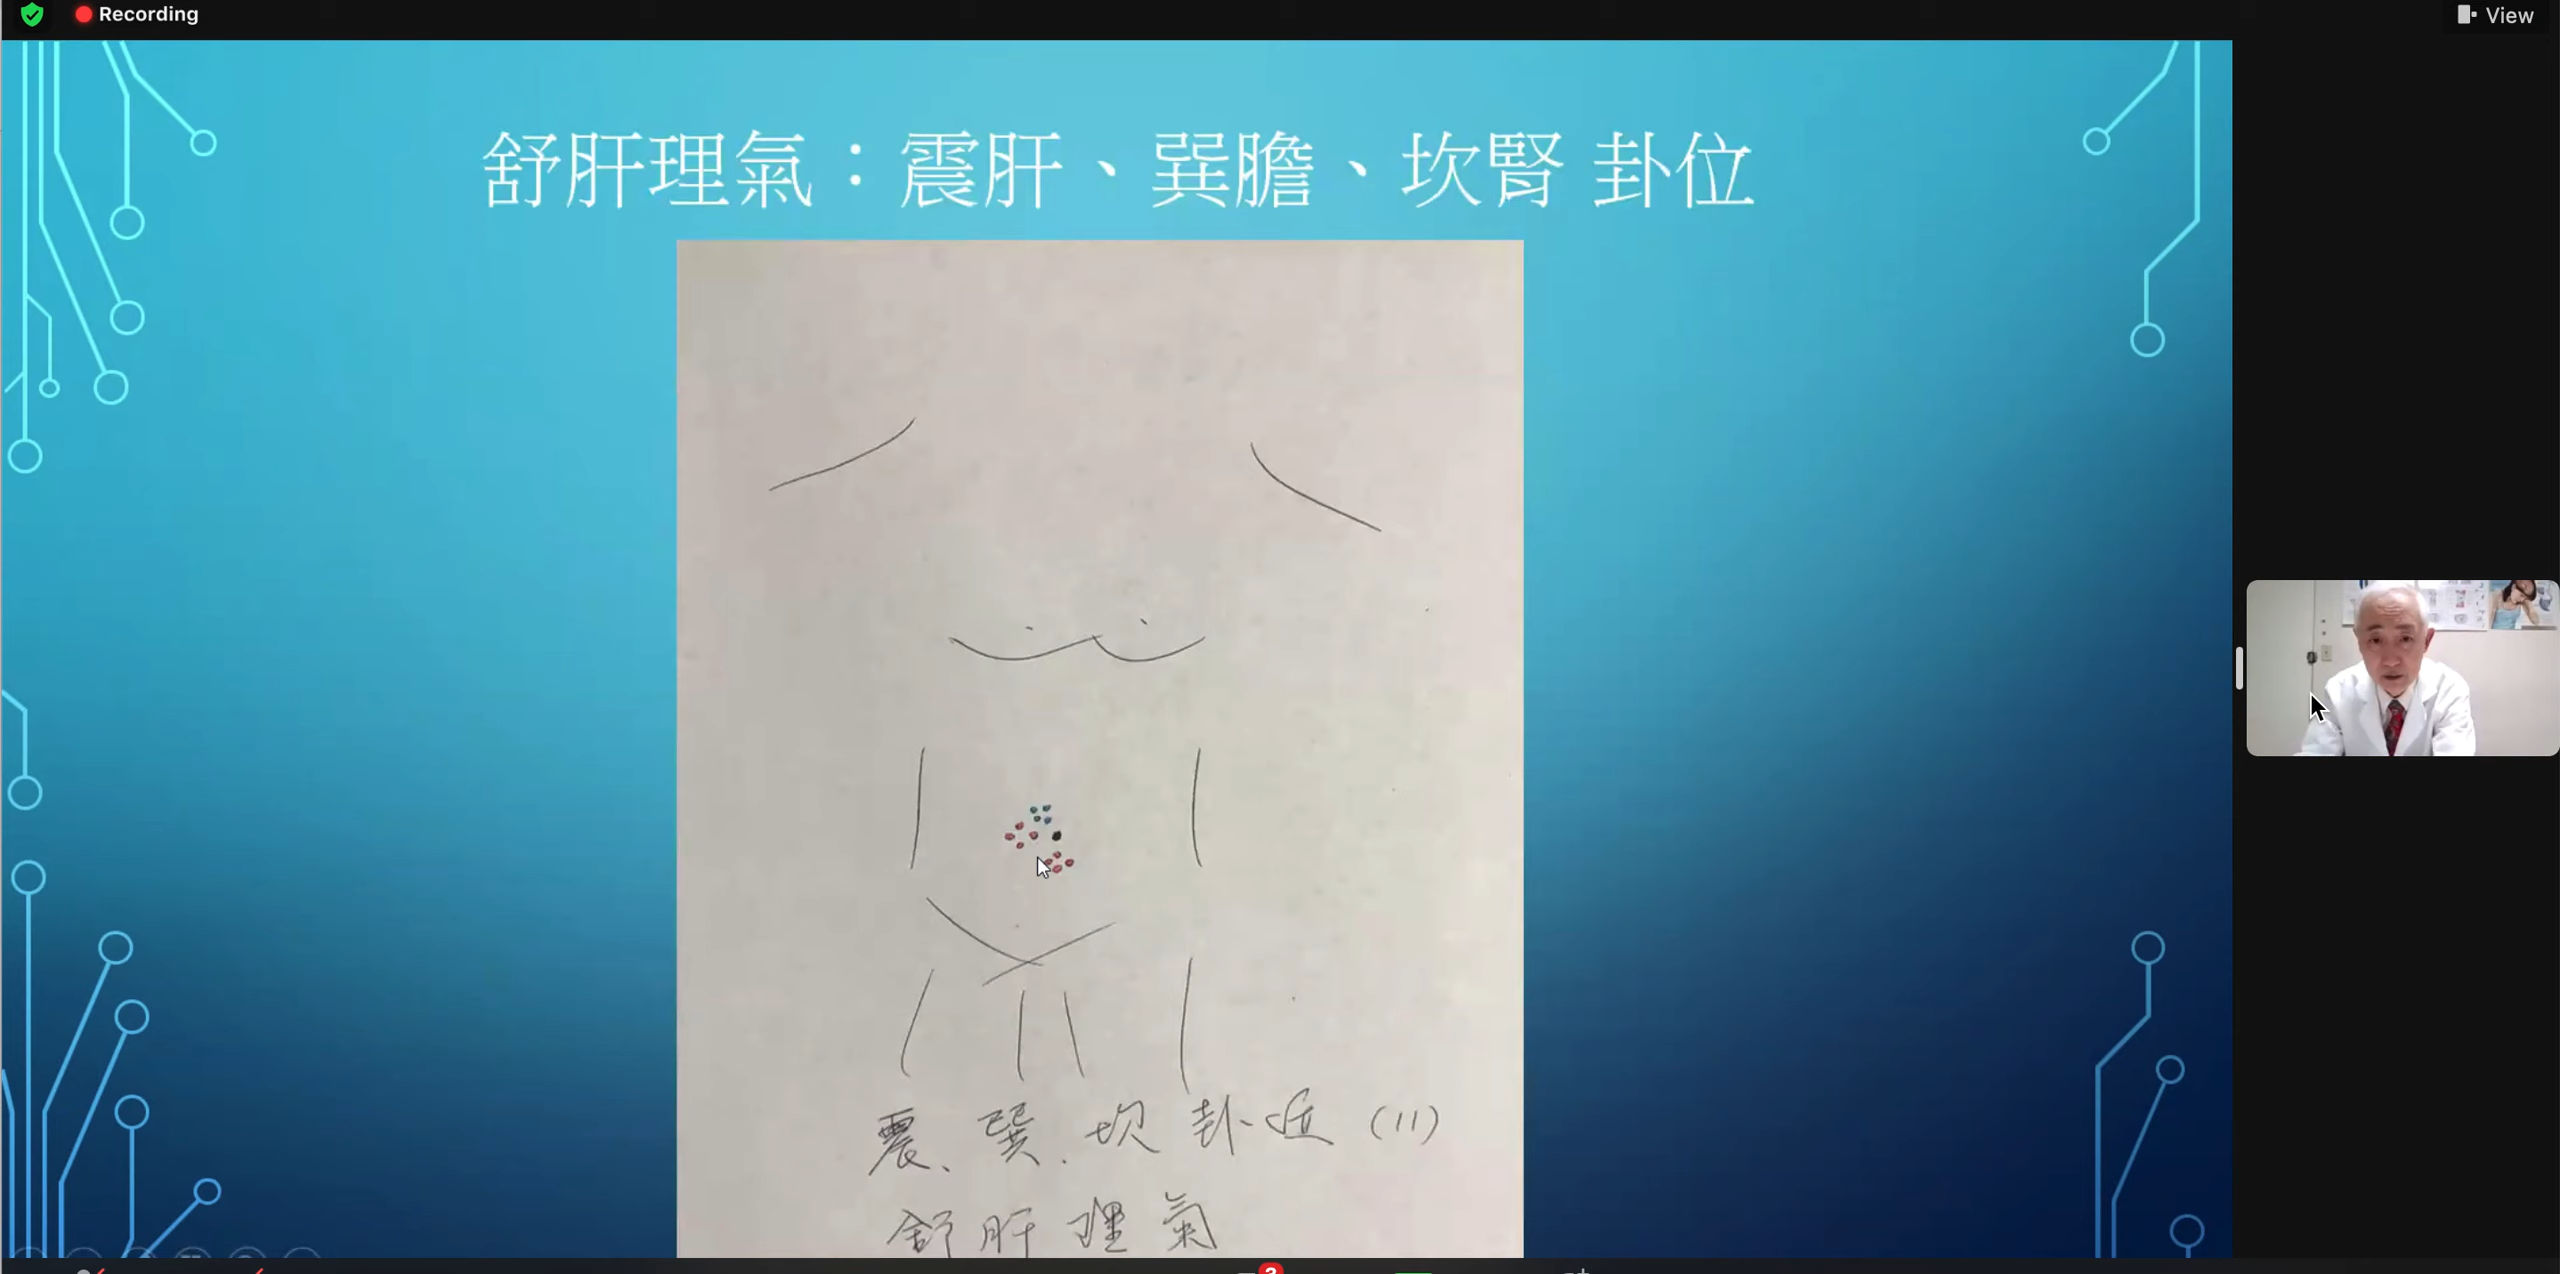 Recording
View
舒肝理氣：震肝、巽膽、坎腎 卦位
震、巽、坎 卦位 (11)
舒肝理氣